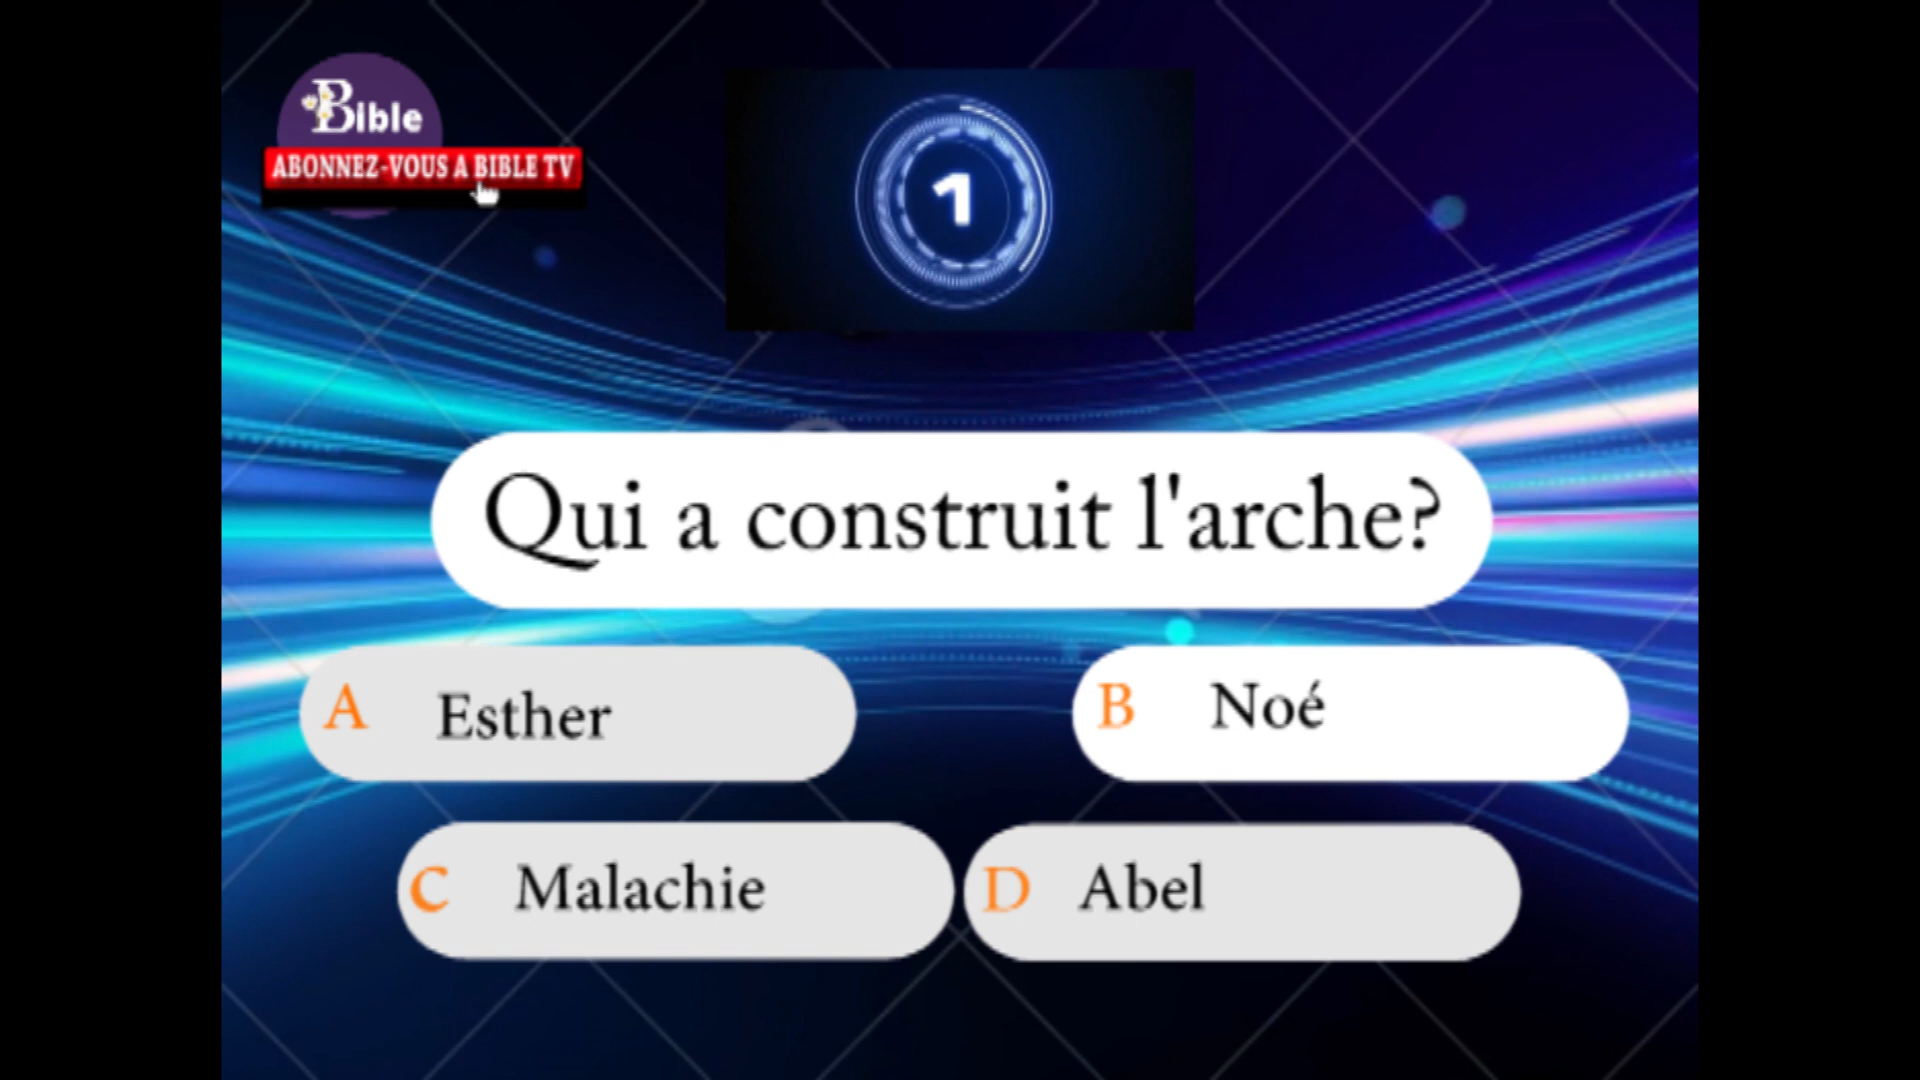 Bible
ABONNEZ-VOUS A BIBLE TV
1
Qui a construit l'arche?
A Esther
B Noé
C Malachie
D Abel